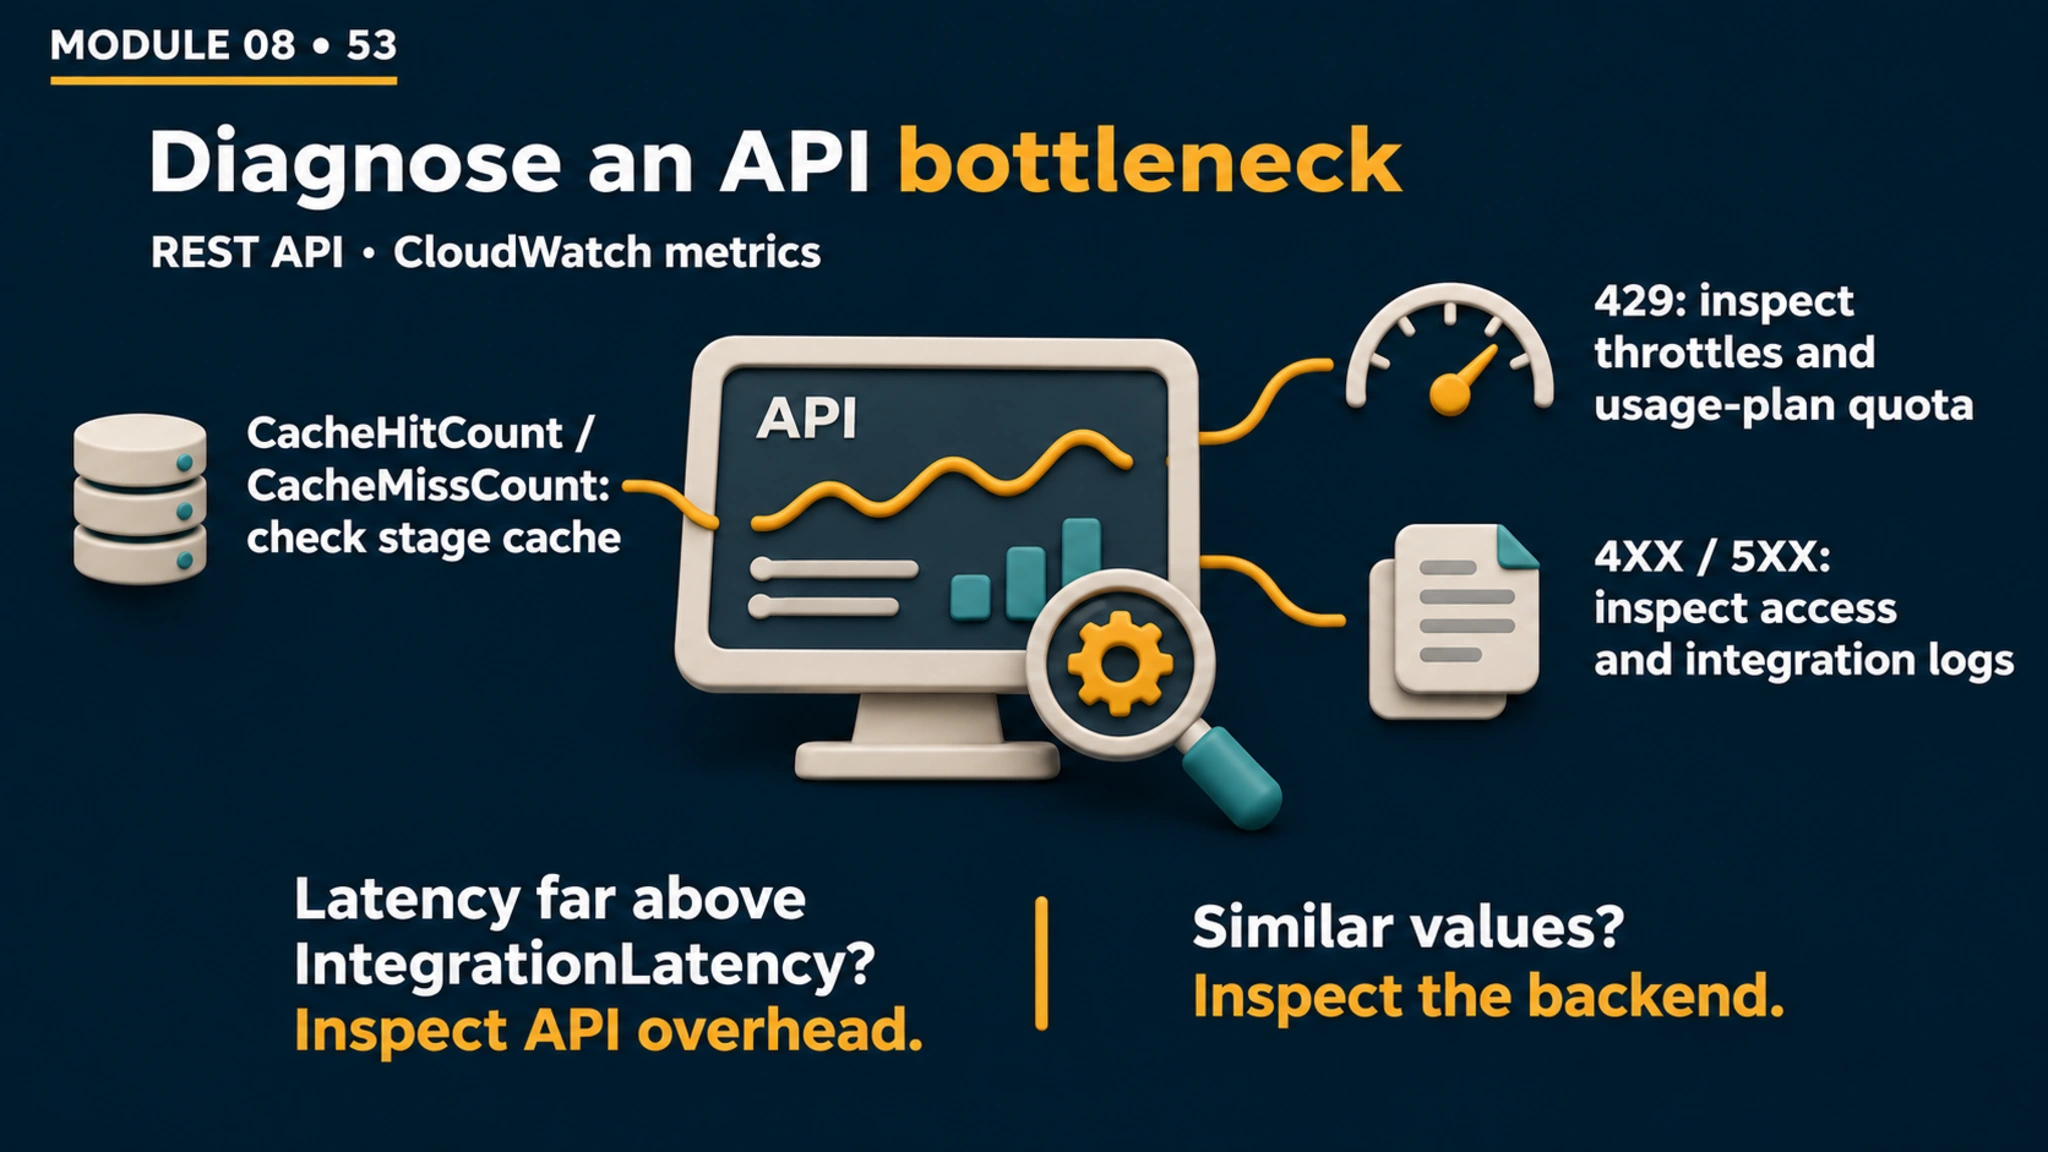 MODULE 08 • 53
Diagnose an API bottleneck
REST API • CloudWatch metrics
CacheHitCount /
CacheMissCount:
check stage cache
API
429: inspect
throttles and
usage-plan quota
4XX / 5XX:
inspect access
and integration logs
Latency far above
IntegrationLatency?
Inspect API overhead.
Similar values?
Inspect the backend.